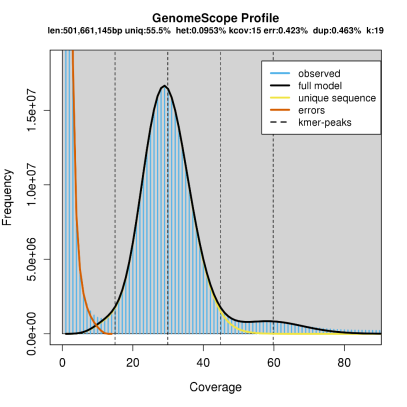 GenomeScope Profile
len:501,661,145bp uniq:55.5% het:0.0953% kcov:15 err:0.423% dup:0.463% k:19
observed
full model
unique sequence
errors
kmer-peaks
Frequency
0.0e+00
5.0e+06
1.0e+07
1.5e+07
0
20
40
60
80
Coverage